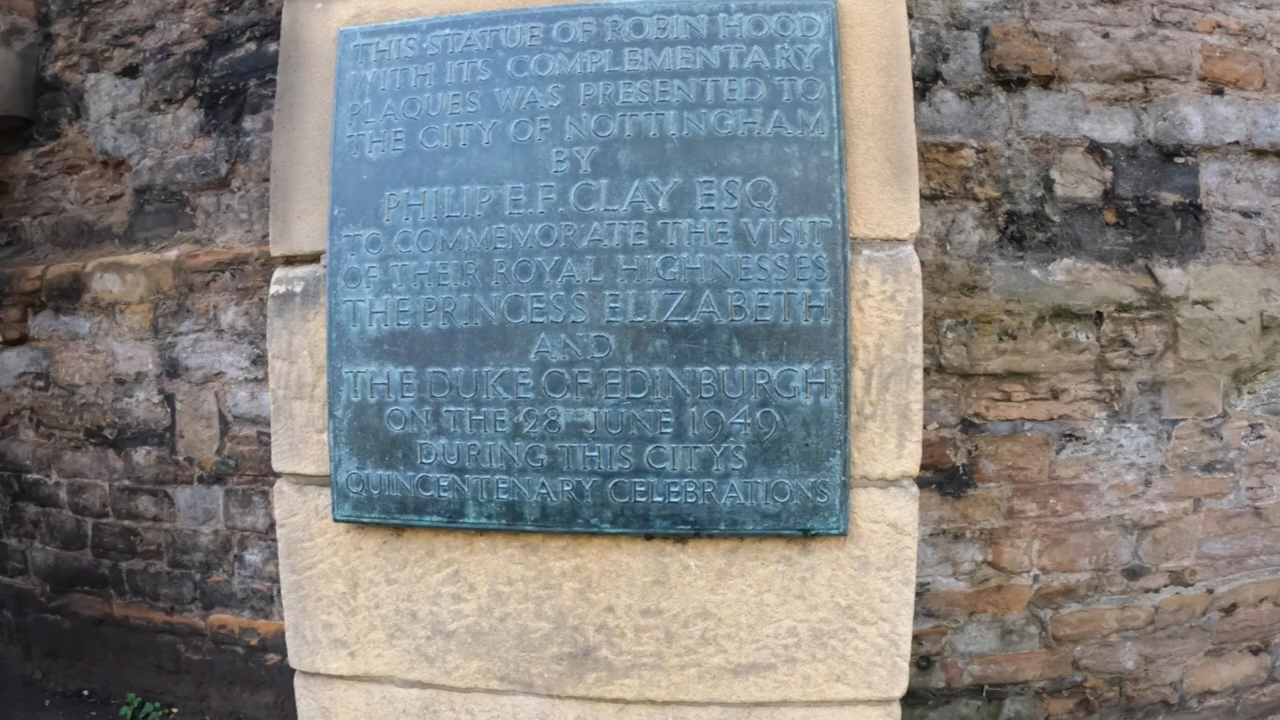 THIS STATUE OF ROBIN HOOD
WITH ITS COMPLEMENTARY
PLAQUES WAS PRESENTED TO
THE CITY OF NOTTINGHAM
BY
PHILIP E.F. CLAY ESQ
TO COMMEMORATE THE VISIT
OF THEIR ROYAL HIGHNESSES
THE PRINCESS ELIZABETH
AND
THE DUKE OF EDINBURGH
ON THE 28TH JUNE 1949
DURING THIS CITYS
QUINCENTENARY CELEBRATIONS